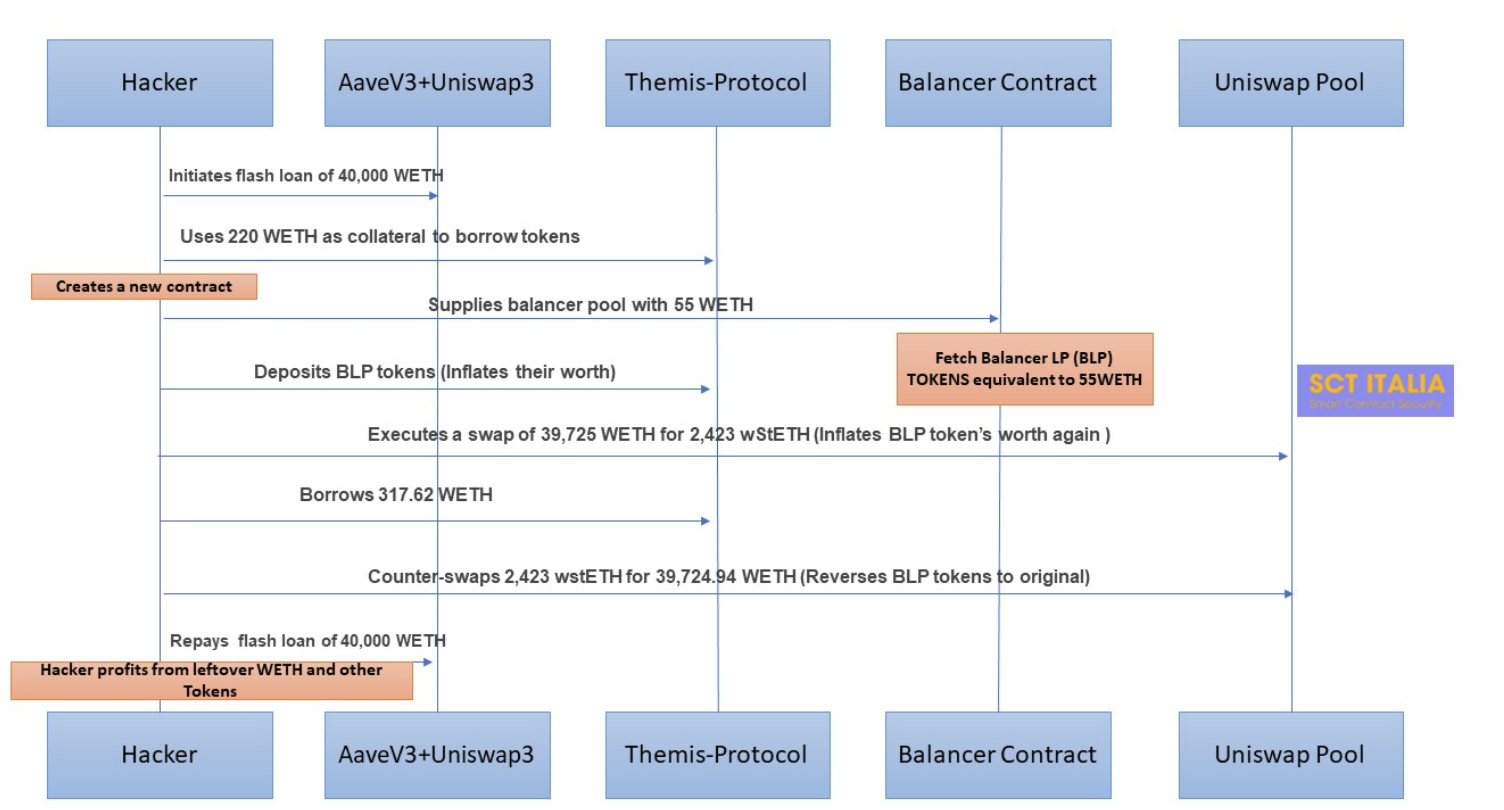 Hacker
AaveV3+Uniswap3
Themis-Protocol
Balancer Contract
Uniswap Pool
Initiates flash loan of 40,000 WETH
Uses 220 WETH as collateral to borrow tokens
Creates a new contract
Supplies balancer pool with 55 WETH
Fetch Balancer LP (BLP)
TOKENS equivalent to 55WETH
Deposits BLP tokens (Inflates their worth)
SCT ITALIA
Smart Contract Security
Executes a swap of 39,725 WETH for 2,423 wStETH (Inflates BLP token's worth again )
Borrows 317.62 WETH
Counter-swaps 2,423 wstETH for 39,724.94 WETH (Reverses BLP tokens to original)
Repays flash loan of 40,000 WETH
Hacker profits from leftover WETH and other
Tokens
Hacker
AaveV3+Uniswap3
Themis-Protocol
Balancer Contract
Uniswap Pool